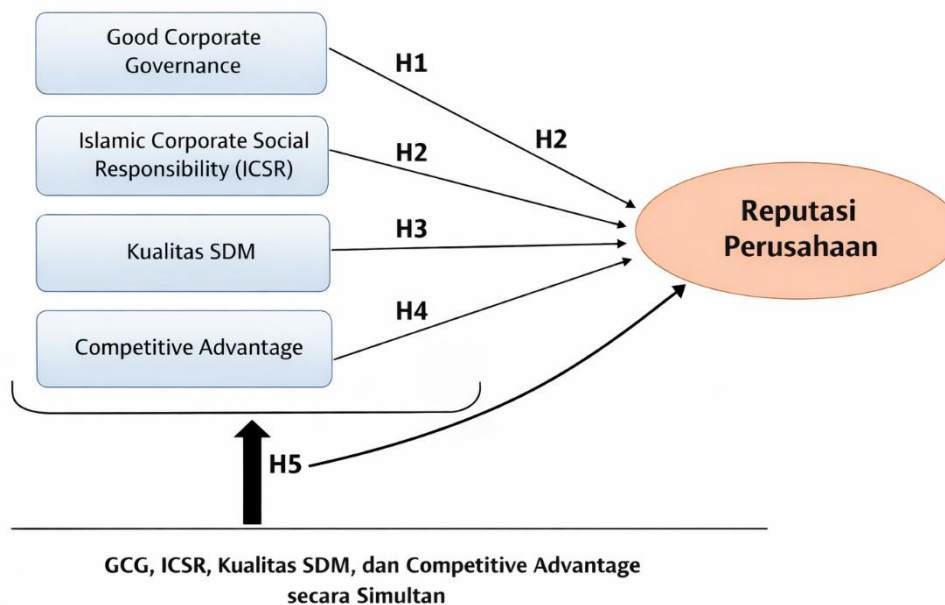 Good Corporate
Governance
H1
Islamic Corporate Social
Responsibility (ICSR)
H2
H2
Kualitas SDM
H3
Competitive Advantage
H4
Reputasi
Perusahaan
H5
GCG, ICSR, Kualitas SDM, dan Competitive Advantage
secara Simultan